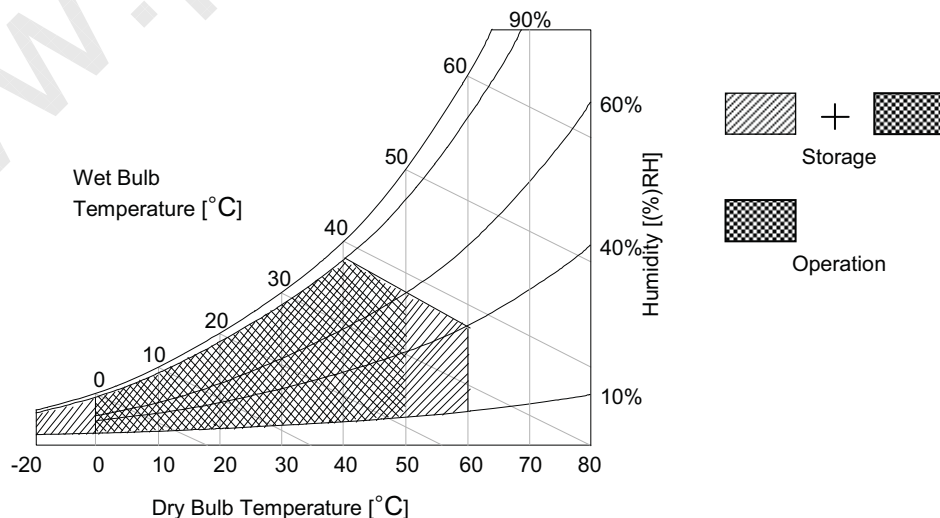 90%
60
60%
50
Wet Bulb
Temperature [°C]
40
30
20
10
0
Humidity [(%)RH]
40%
10%
-20 0 10 20 30 40 50 60 70 80
Dry Bulb Temperature [°C]
+
Storage
Operation